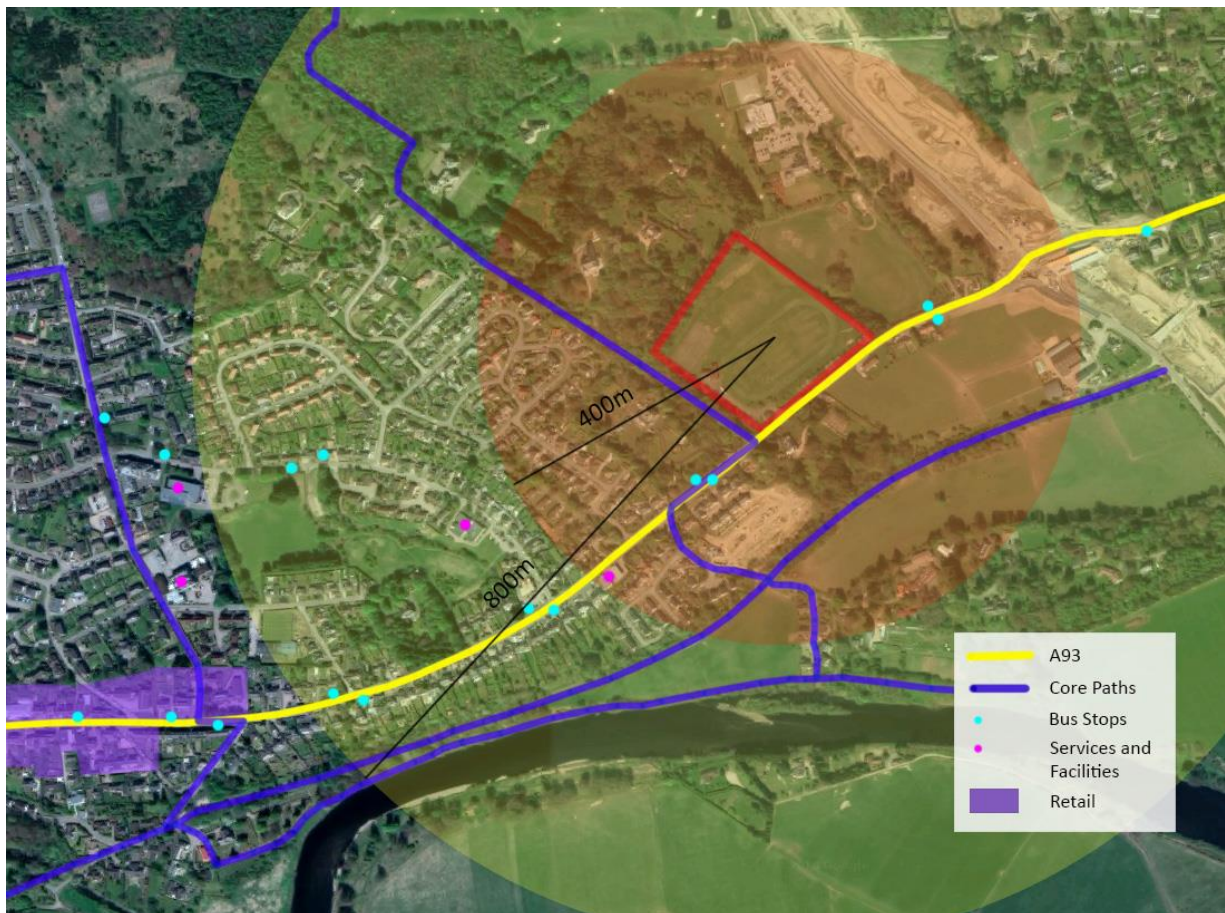 400m
800m
A93
Core Paths
Bus Stops
Services and
Facilities
Retail